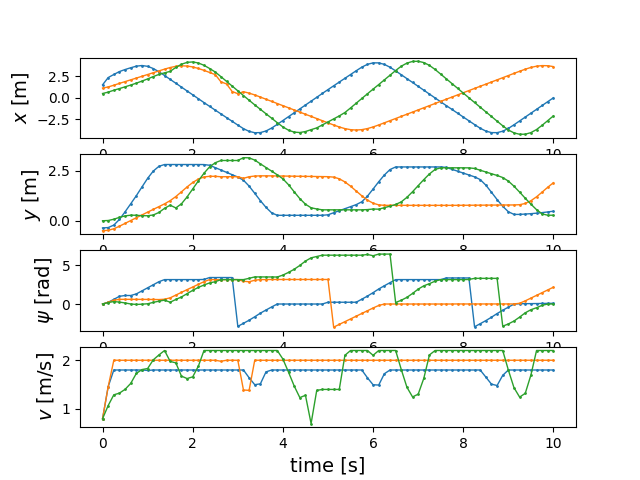 x [m]
2.5
0.0
−2.5
0 2 4 6 8 10
y [m]
2.5
0.0
0 2 4 6 8 10
ψ [rad]
5
0
0 2 4 6 8 10
v [m/s]
2
1
0 2 4 6 8 10
time [s]